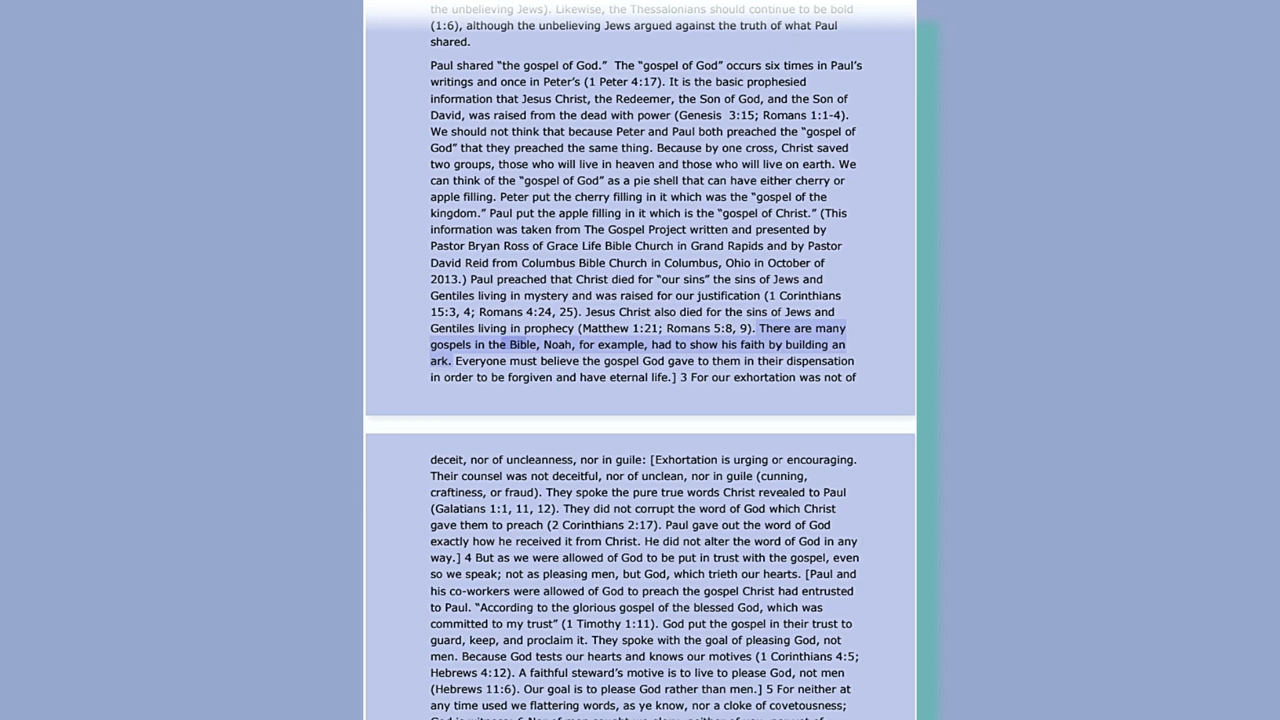 the unbelieving Jews). Likewise, the Thessalonians should continue to be bold
(1:6), although the unbelieving Jews argued against the truth of what Paul
shared.
Paul shared “the gospel of God.”  The “gospel of God” occurs six times in Paul’s
writings and once in Peter’s (1 Peter 4:17). It is the basic prophesied
information that Jesus Christ, the Redeemer, the Son of God, and the Son of
David, was raised from the dead with power (Genesis  3:15; Romans 1:1-4).
We should not think that because Peter and Paul both preached the “gospel of
God” that they preached the same thing. Because by one cross, Christ saved
two groups, those who will live in heaven and those who will live on earth. We
can think of the “gospel of God” as a pie shell that can have either cherry or
apple filling. Peter put the cherry filling in it which was the “gospel of the
kingdom.” Paul put the apple filling in it which is the “gospel of Christ.” (This
information was taken from The Gospel Project written and presented by
Pastor Bryan Ross of Grace Life Bible Church in Grand Rapids and by Pastor
David Reid from Columbus Bible Church in Columbus, Ohio in October of
2013.) Paul preached that Christ died for “our sins” the sins of Jews and
Gentiles living in mystery and was raised for our justification (1 Corinthians
15:3, 4; Romans 4:24, 25). Jesus Christ also died for the sins of Jews and
Gentiles living in prophecy (Matthew 1:21; Romans 5:8, 9). There are many
gospels in the Bible, Noah, for example, had to show his faith by building an
ark. Everyone must believe the gospel God gave to them in their dispensation
in order to be forgiven and have eternal life.] 3 For our exhortation was not of
deceit, nor of uncleanness, nor in guile: [Exhortation is urging or encouraging.
Their counsel was not deceitful, nor of unclean, nor in guile (cunning,
craftiness, or fraud). They spoke the pure true words Christ revealed to Paul
(Galatians 1:1, 11, 12). They did not corrupt the word of God which Christ
gave them to preach (2 Corinthians 2:17). Paul gave out the word of God
exactly how he received it from Christ. He did not alter the word of God in any
way.] 4 But as we were allowed of God to be put in trust with the gospel, even
so we speak; not as pleasing men, but God, which trieth our hearts. [Paul and
his co-workers were allowed of God to preach the gospel Christ had entrusted
to Paul. “According to the glorious gospel of the blessed God, which was
committed to my trust” (1 Timothy 1:11). God put the gospel in their trust to
guard, keep, and proclaim it. They spoke with the goal of pleasing God, not
men. Because God tests our hearts and knows our motives (1 Corinthians 4:5;
Hebrews 4:12). A faithful steward’s motive is to live to please God, not men
(Hebrews 11:6). Our goal is to please God rather than men.] 5 For neither at
any time used we flattering words, as ye know, nor a cloke of covetousness;